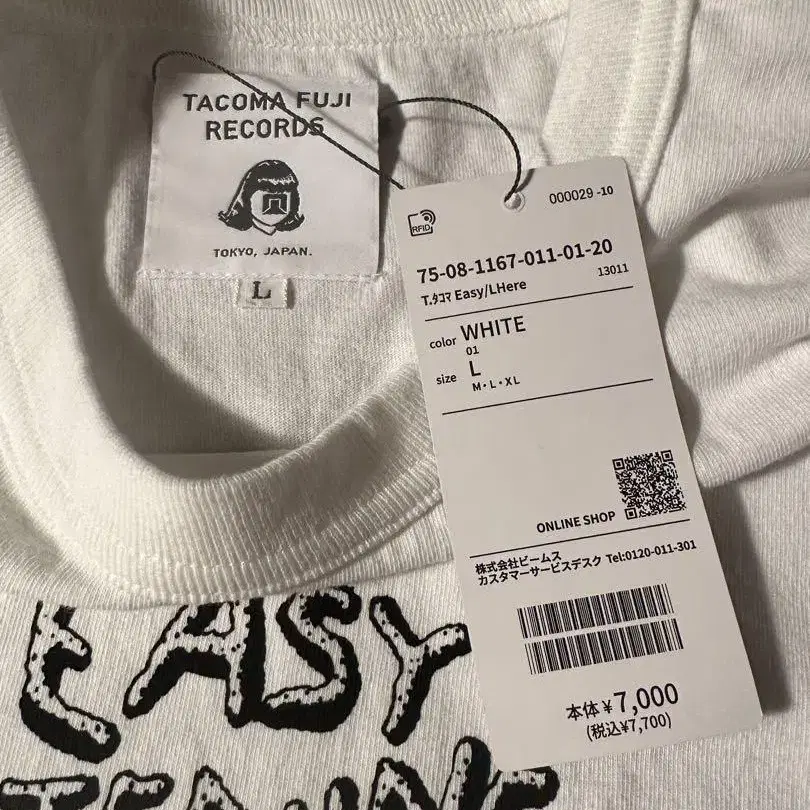 TACOMA FUJI
RECORDS
TOKYO, JAPAN.
L
RFID
000029 -10
75-08-1167-011-01-20
T.ﾀｺﾏ Easy/LHere
13011
color WHITE
01
size L
M・L・XL
ONLINE SHOP
株式会社ビームス
カスタマーサービスデスク Tel:0120-011-301
本体¥7,000
(税込¥7,700)
EASY